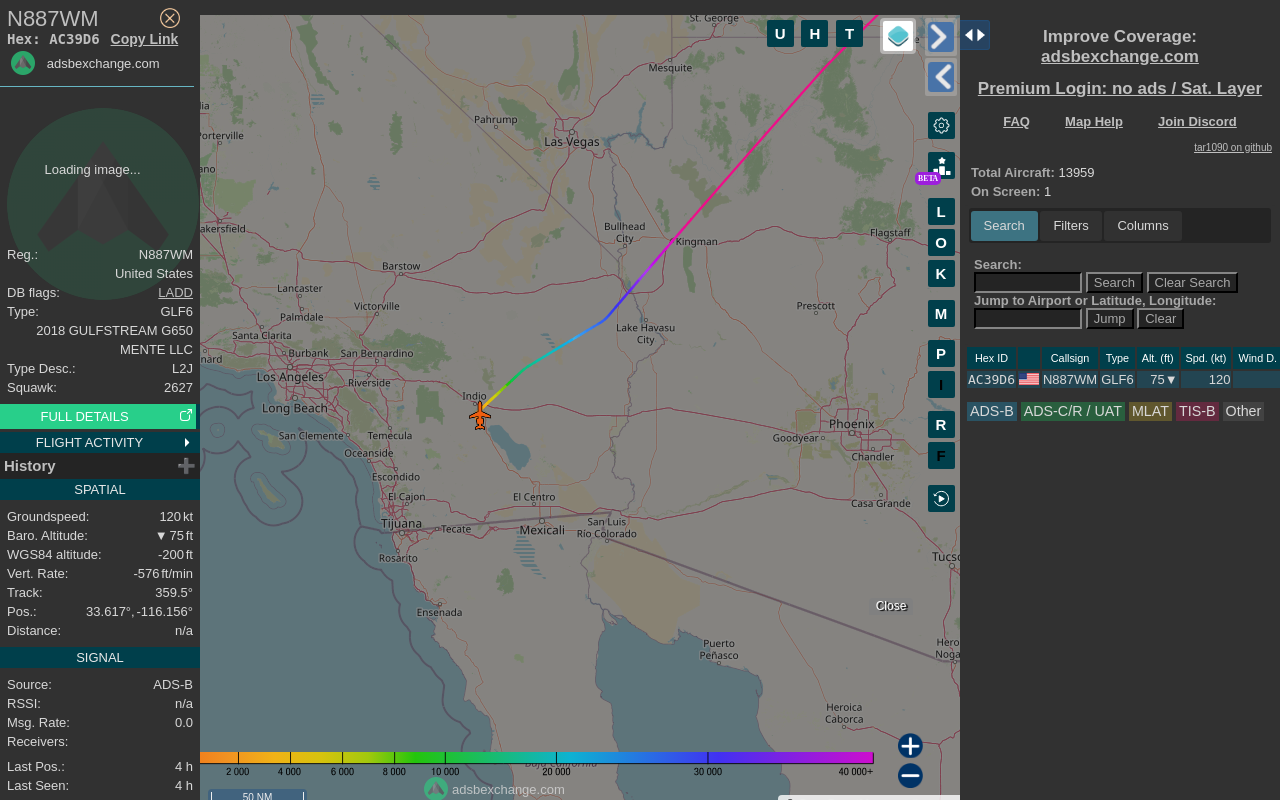 N887WM
Hex: AC39D6 Copy Link
adsbexchange.com
Loading image...
Reg.: N887WM
United States
DB flags: LADD
Type: GLF6
2018 GULFSTREAM G650
MENTE LLC
Type Desc.: L2J
Squawk: 2627
FULL DETAILS
FLIGHT ACTIVITY
History
SPATIAL
Groundspeed: 120 kt
Baro. Altitude: ▼ 75 ft
WGS84 altitude: -200 ft
Vert. Rate: -576 ft/min
Track: 359.5°
Pos.: 33.617°, -116.156°
Distance: n/a
SIGNAL
Source: ADS-B
RSSI: n/a
Msg. Rate: 0.0
Receivers:
Last Pos.: 4 h
Last Seen: 4 h
St. George
U H T
Mesquite
Pahrump
Porterville
Las Vegas
BETA
L
O
K
M
P
I
R
F
Bullhead
City
Kingman
Flagstaff
akersfield
Barstow
Lancaster
Victorville
Palmdale
Prescott
Santa Clarita
Lake Havasu
City
nard
Burbank
San Bernardino
Los Angeles
Riverside
Indio
Long Beach
Phoenix
San Clemente
Temecula
Goodyear
Oceanside
Chandler
Escondido
El Cajon
El Centro
Casa Grande
Tijuana
Tecate
Mexicali
San Luis
Río Colorado
Rosarito
Tucso
Ensenada
Close
Puerto
Peñasco
Hero
Noga
Heroica
Caborca
Baja California
2 000 4 000 6 000 8 000 10 000 20 000 30 000 40 000+
adsbexchange.com
50 NM
Improve Coverage:
adsbexchange.com
Premium Login: no ads / Sat. Layer
FAQ Map Help Join Discord
tar1090 on github
Total Aircraft: 13959
On Screen: 1
Search Filters Columns
Search:
Search Clear Search
Jump to Airport or Latitude, Longitude:
Jump Clear
Hex ID Callsign Type Alt. (ft) Spd. (kt) Wind D.
AC39D6 N887WM GLF6 75▼ 120
ADS-B ADS-C/R / UAT MLAT TIS-B Other